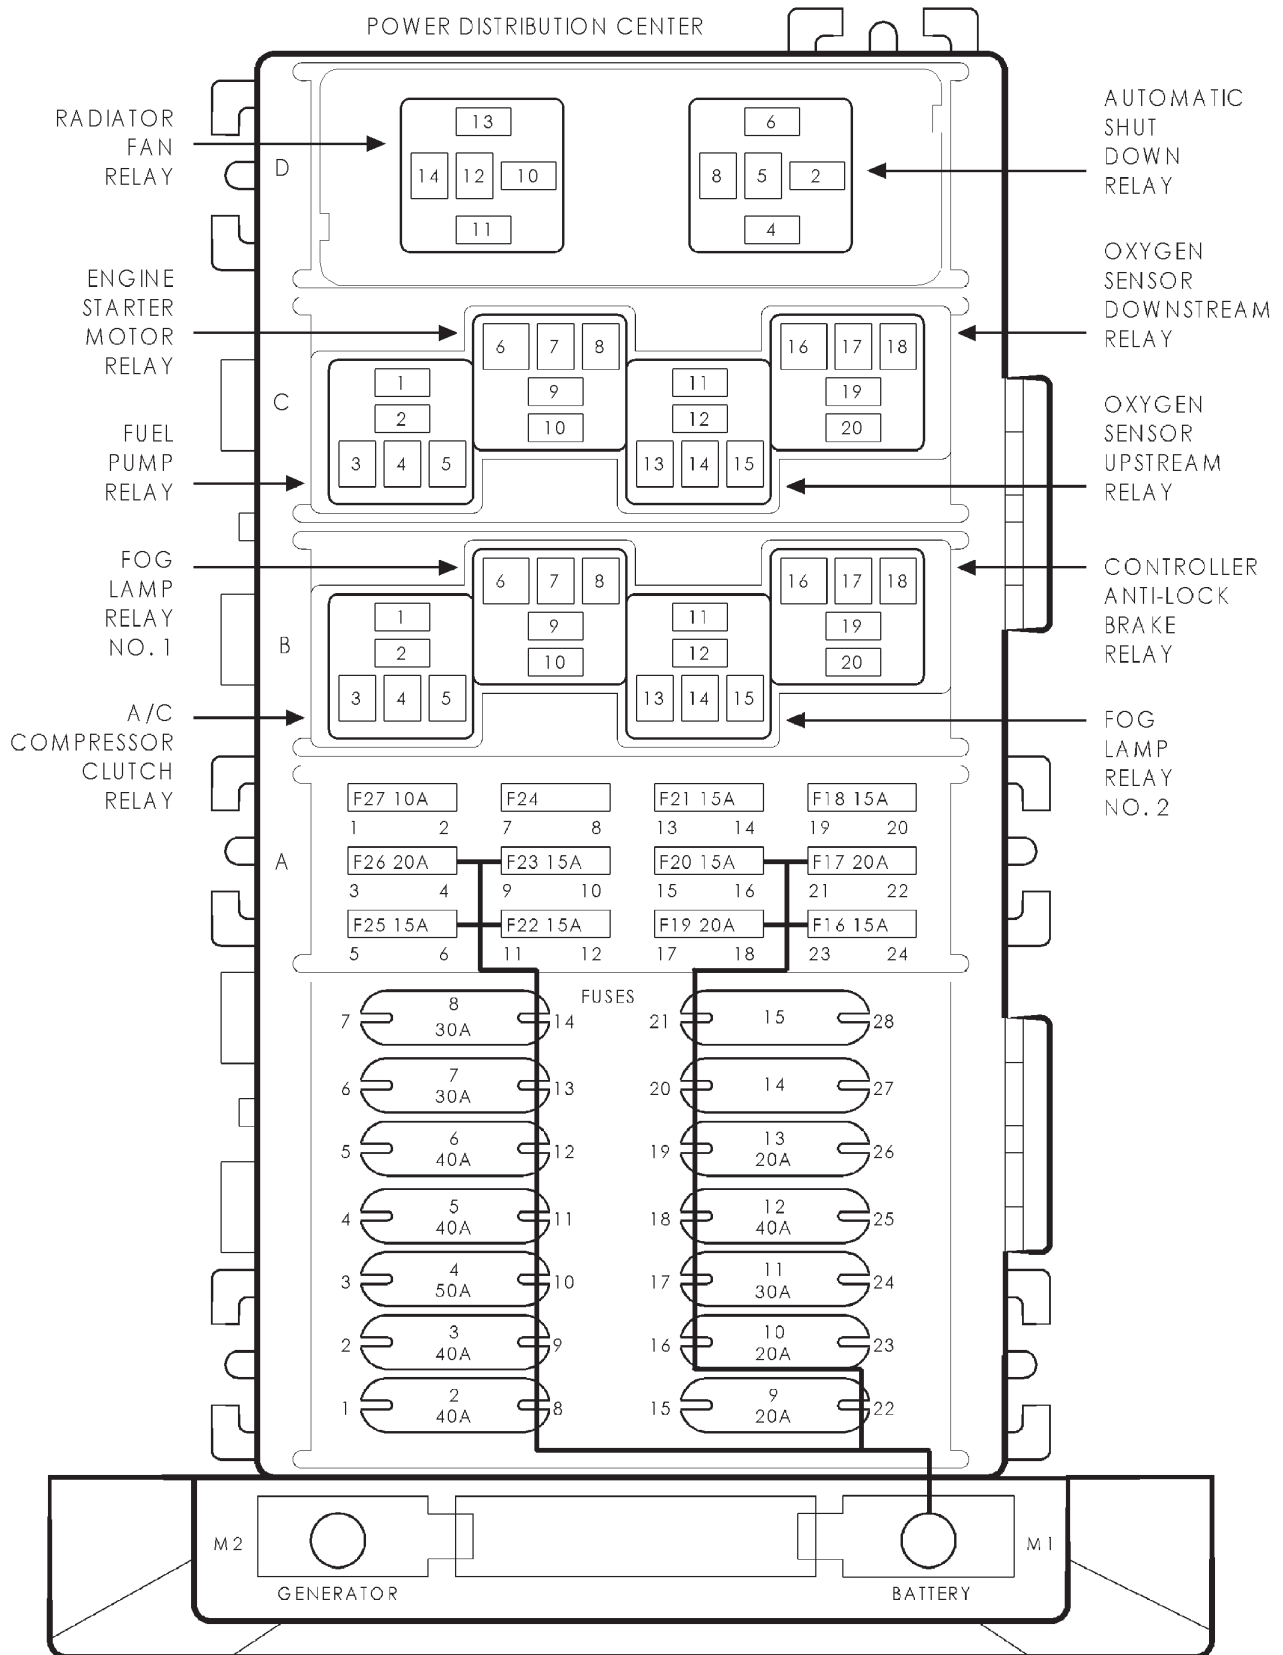 POWER DISTRIBUTION CENTER
RADIATOR
FAN
RELAY
AUTOMATIC
SHUT
DOWN
RELAY
D
13
14 12 10
11
6
8 5 2
4
ENGINE
STARTER
MOTOR
RELAY
OXYGEN
SENSOR
DOWNSTREAM
RELAY
FUEL
PUMP
RELAY
OXYGEN
SENSOR
UPSTREAM
RELAY
C
1
2
3 4 5
6 7 8
9
10
11
12
13 14 15
16 17 18
19
20
FOG
LAMP
RELAY
NO. 1
CONTROLLER
ANTI-LOCK
BRAKE
RELAY
A/C
COMPRESSOR
CLUTCH
RELAY
FOG
LAMP
RELAY
NO. 2
B
1
2
3 4 5
6 7 8
9
10
11
12
13 14 15
16 17 18
19
20
A
F27 10A F24 F21 15A F18 15A
1 2 7 8 13 14 19 20
F26 20A F23 15A F20 15A F17 20A
3 4 9 10 15 16 21 22
F25 15A F22 15A F19 20A F16 15A
5 6 11 12 17 18 23 24
FUSES
7 8 30A 14 21 15 28
6 7 30A 13 20 14 27
5 6 40A 12 19 13 20A 26
4 5 40A 11 18 12 40A 25
3 4 50A 10 17 11 30A 24
2 3 40A 9 16 10 20A 23
1 2 40A 8 15 9 20A 22
M2 M1
GENERATOR BATTERY